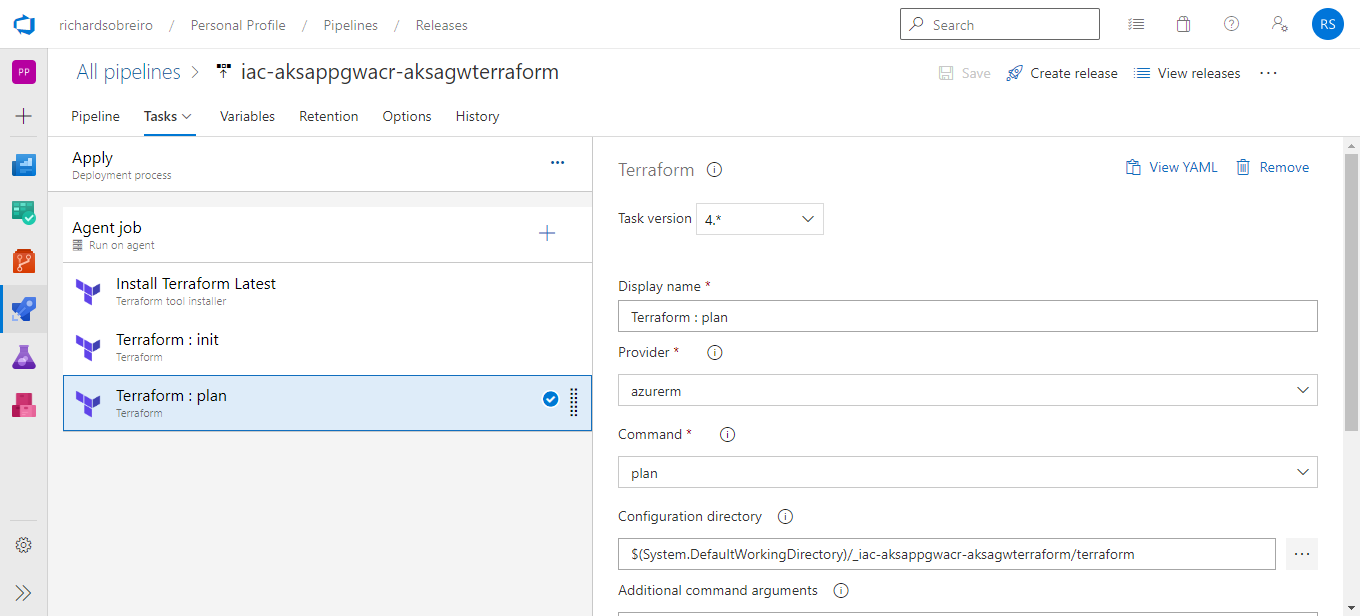 richardsobreiro / Personal Profile / Pipelines / Releases
Search
RS
PP
All pipelines > iac-aksappgwacr-aksagwterraform
Save
Create release
View releases
Pipeline
Tasks
Variables
Retention
Options
History
Apply
Deployment process
Agent job
Run on agent
Install Terraform Latest
Terraform tool installer
Terraform : init
Terraform
Terraform : plan
Terraform
Terraform
View YAML
Remove
Task version
4.*
Display name *
Terraform : plan
Provider *
azurerm
Command *
plan
Configuration directory
$(System.DefaultWorkingDirectory)/_iac-aksappgwacr-aksagwterraform/terraform
Additional command arguments